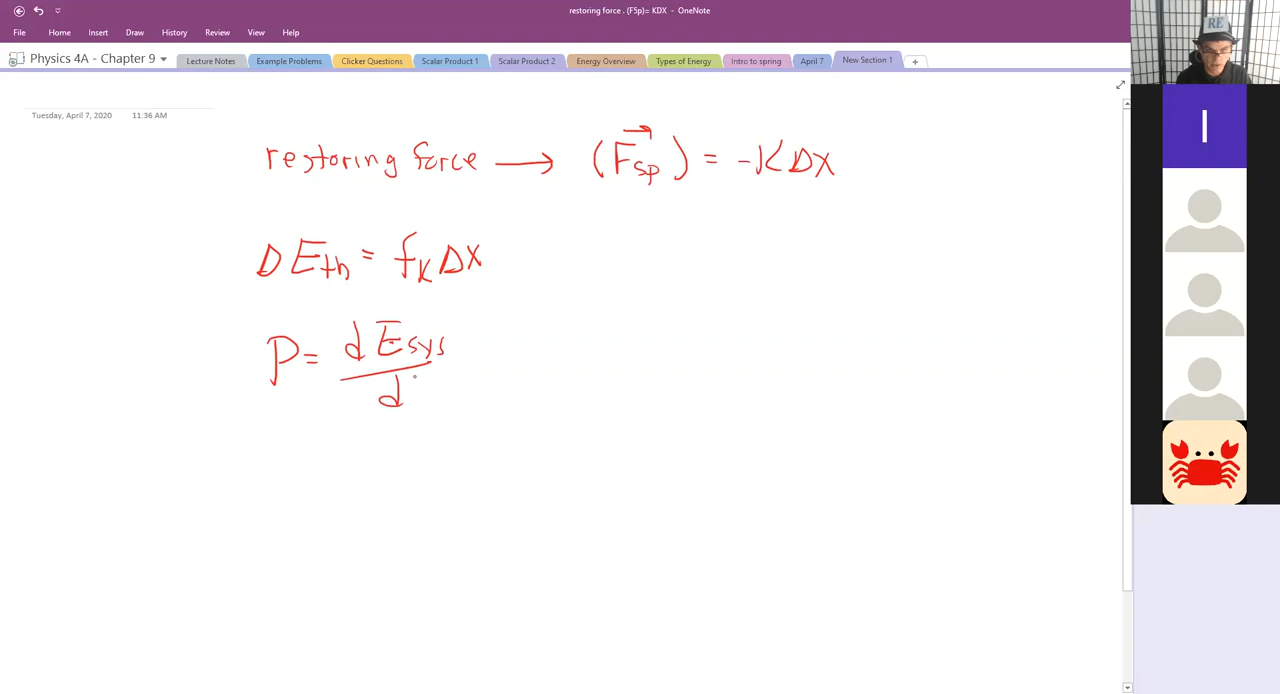 restoring force . (F5p)= KDX - OneNote
File Home Insert Draw History Review View Help
Physics 4A - Chapter 9 Lecture Notes Example Problems Clicker Questions Scalar Product 1 Scalar Product 2 Energy Overview Types of Energy Intro to spring April 7 New Section 1 +
Tuesday, April 7, 2020 11:36 AM
restoring force → (F⃗sp) = -KΔX
ΔEth = fkΔX
P = dEsys
d
RE
I